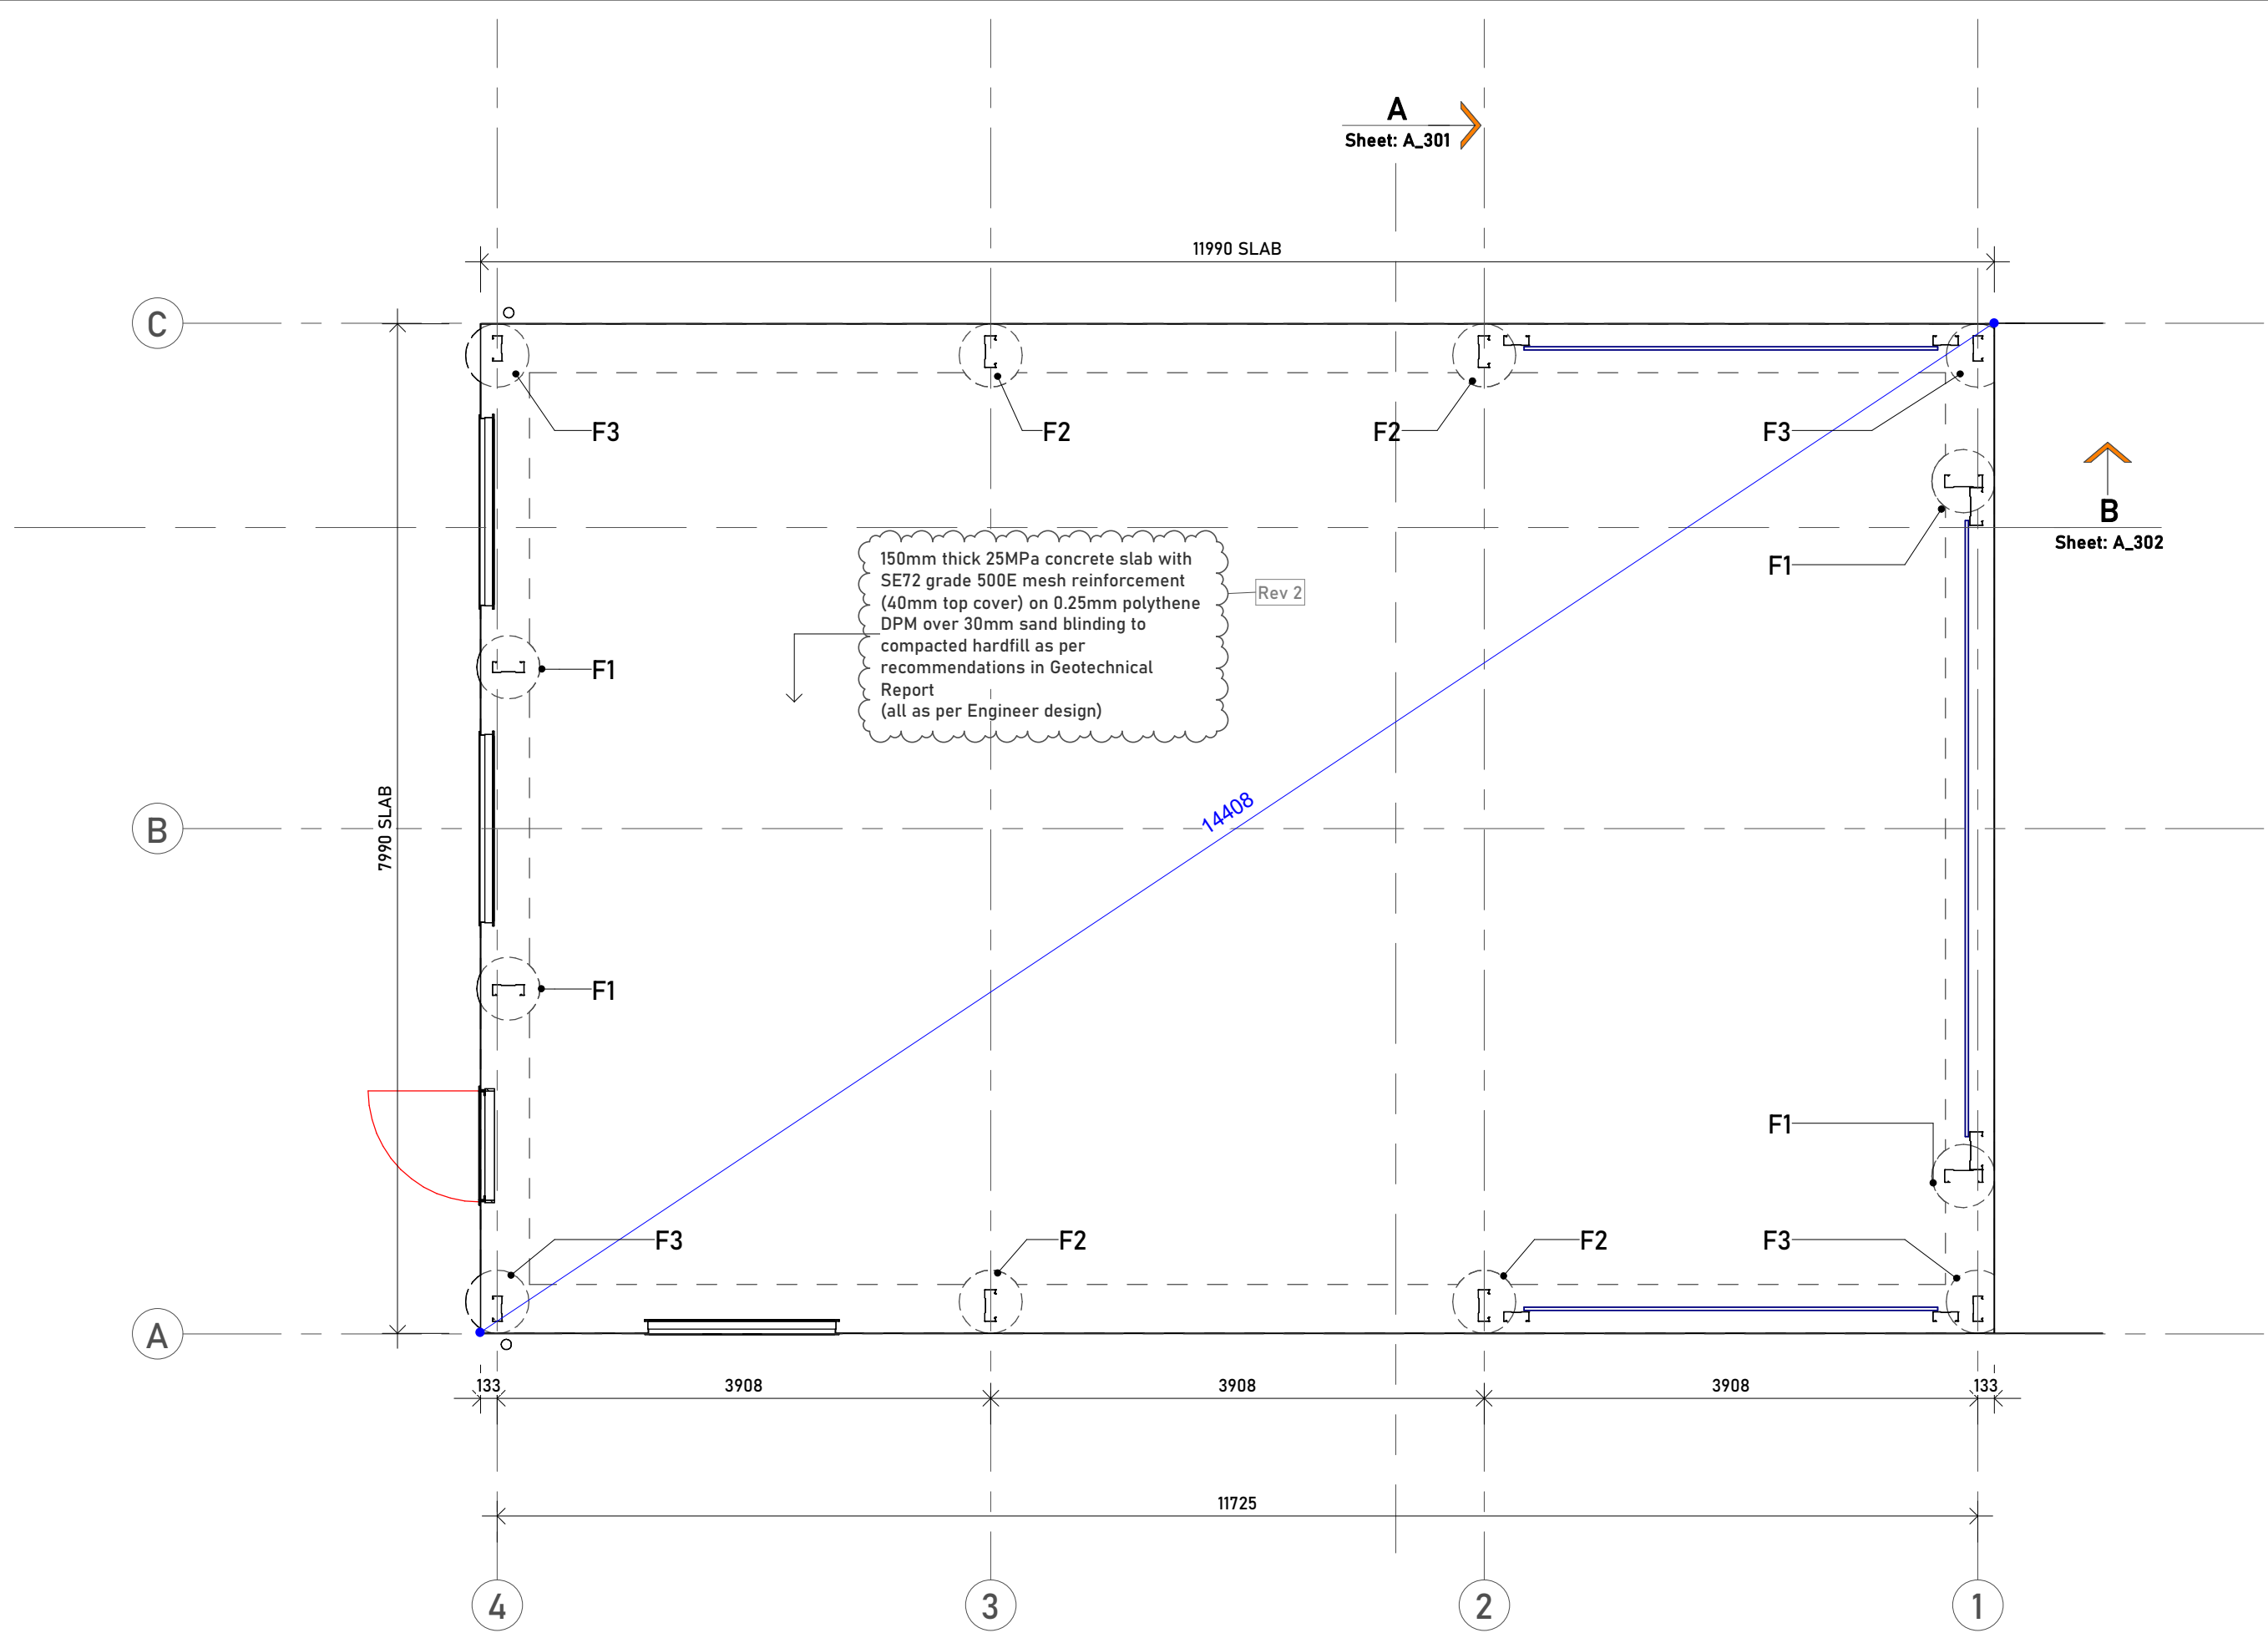 A
Sheet: A_301
11990 SLAB
C
F3
F2
F2
F3
B
Sheet: A_302
F1
150mm thick 25MPa concrete slab with
SE72 grade 500E mesh reinforcement
(40mm top cover) on 0.25mm polythene
DPM over 30mm sand blinding to
compacted hardfill as per
recommendations in Geotechnical
Report
(all as per Engineer design)
Rev 2
F1
7990 SLAB
14408
B
F1
F1
F3
F2
F2
F3
A
133
3908
3908
3908
133
11725
4
3
2
1